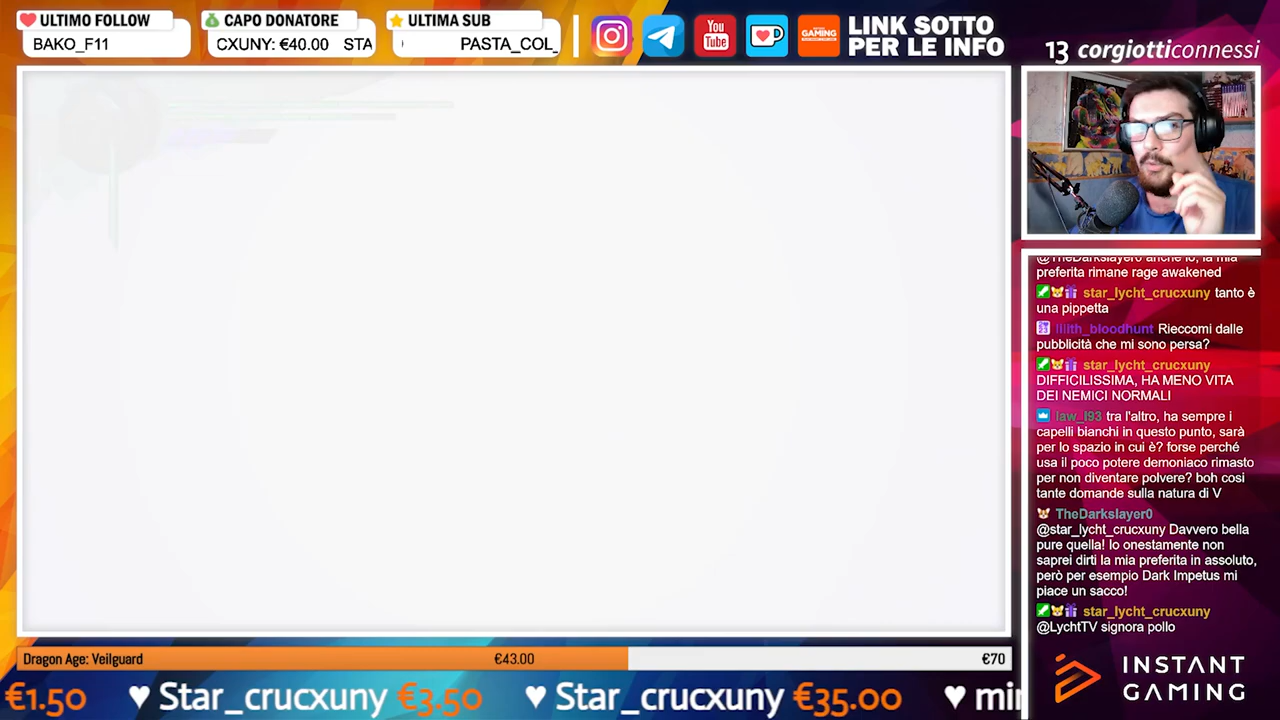 ULTIMO FOLLOW
BAKO_F11
CAPO DONATORE
CXUNY: €40.00 STA
ULTIMA SUB
PASTA_COL_
You
Tube
GAMING
LINK SOTTO
PER LE INFO
13 corgiotticonnessi
@TheDarkslayer0 anche io, la mia
preferita rimane rage awakened
star_lycht_crucxuny tanto è
una pippetta
lilith_bloodhunt Rieccomi dalle
pubblicità che mi sono persa?
star_lycht_crucxuny
DIFFICILISSIMA, HA MENO VITA
DEI NEMICI NORMALI
law_i93 tra l'altro, ha sempre i
capelli bianchi in questo punto, sarà
per lo spazio in cui è? forse perché
usa il poco potere demoniaco rimasto
per non diventare polvere? boh cosi
tante domande sulla natura di V
TheDarkslayer0
@star_lycht_crucxuny Davvero bella
pure quella! Io onestamente non
saprei dirti la mia preferita in assoluto,
però per esempio Dark Impetus mi
piace un sacco!
star_lycht_crucxuny
@LychtTV signora pollo
Dragon Age: Veilguard €43.00 €70
€1.50 ♥ Star_crucxuny €3.50 ♥ Star_crucxuny €35.00 ♥ mi
INSTANT
GAMING